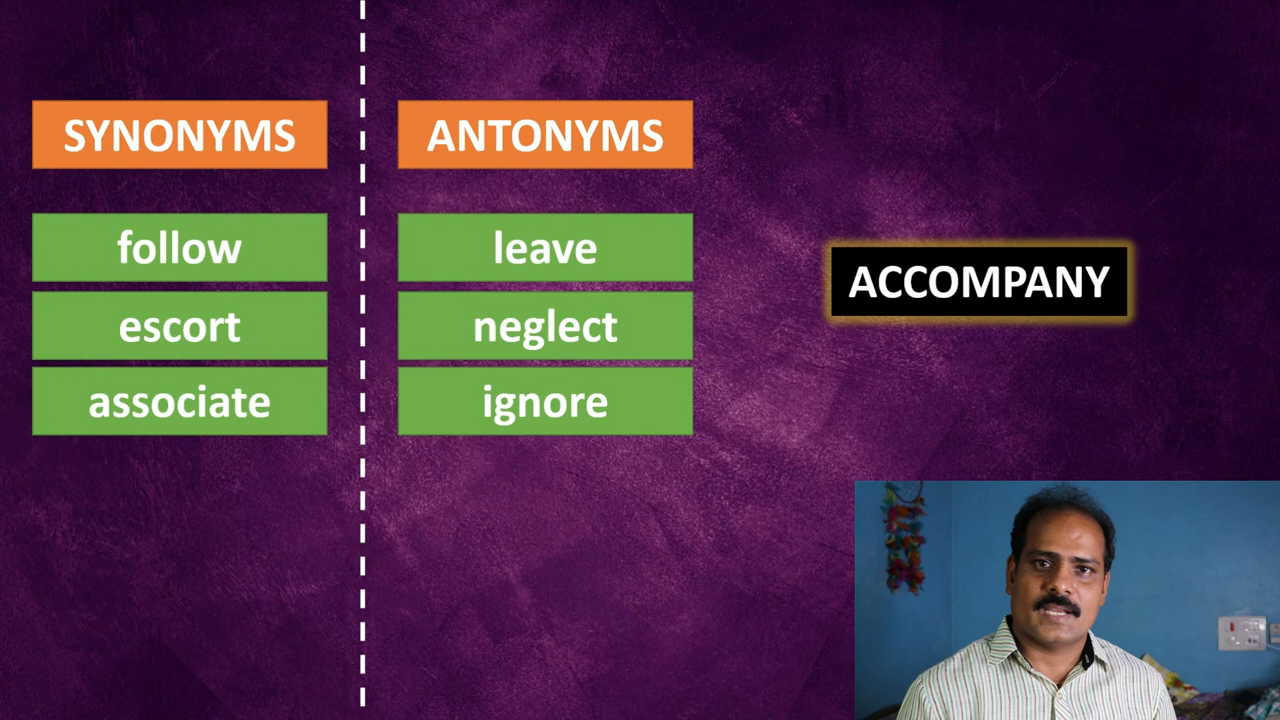 SYNONYMS
ANTONYMS
follow
leave
escort
neglect
associate
ignore
ACCOMPANY